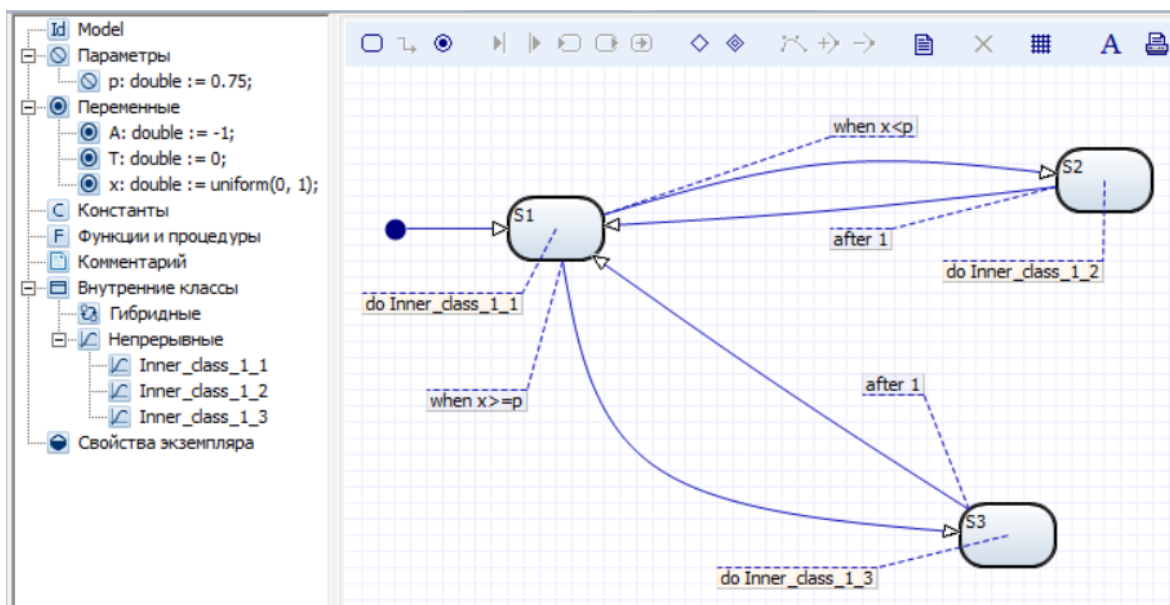 Id Model
Параметры
p: double := 0.75;
Переменные
A: double := -1;
T: double := 0;
x: double := uniform(0, 1);
C Константы
F Функции и процедуры
Комментарий
Внутренние классы
Гибридные
Непрерывные
Inner_class_1_1
Inner_class_1_2
Inner_class_1_3
Свойства экземпляра
A
when x<p
S2
S1
after 1
do Inner_class_1_2
do Inner_class_1_1
after 1
when x>=p
S3
do Inner_class_1_3